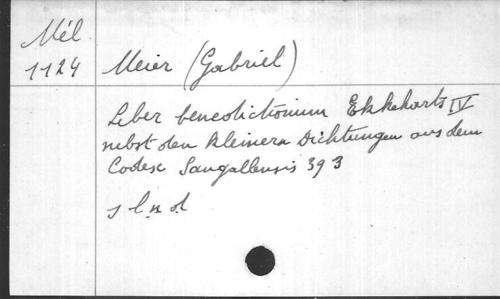 Mél.
1124
Meier (Gabriel)
Liber benedictionum Ekkeharts IV
nebst den kleinern Dichtungen aus dem
Codex Sangallensis 393
s l n d